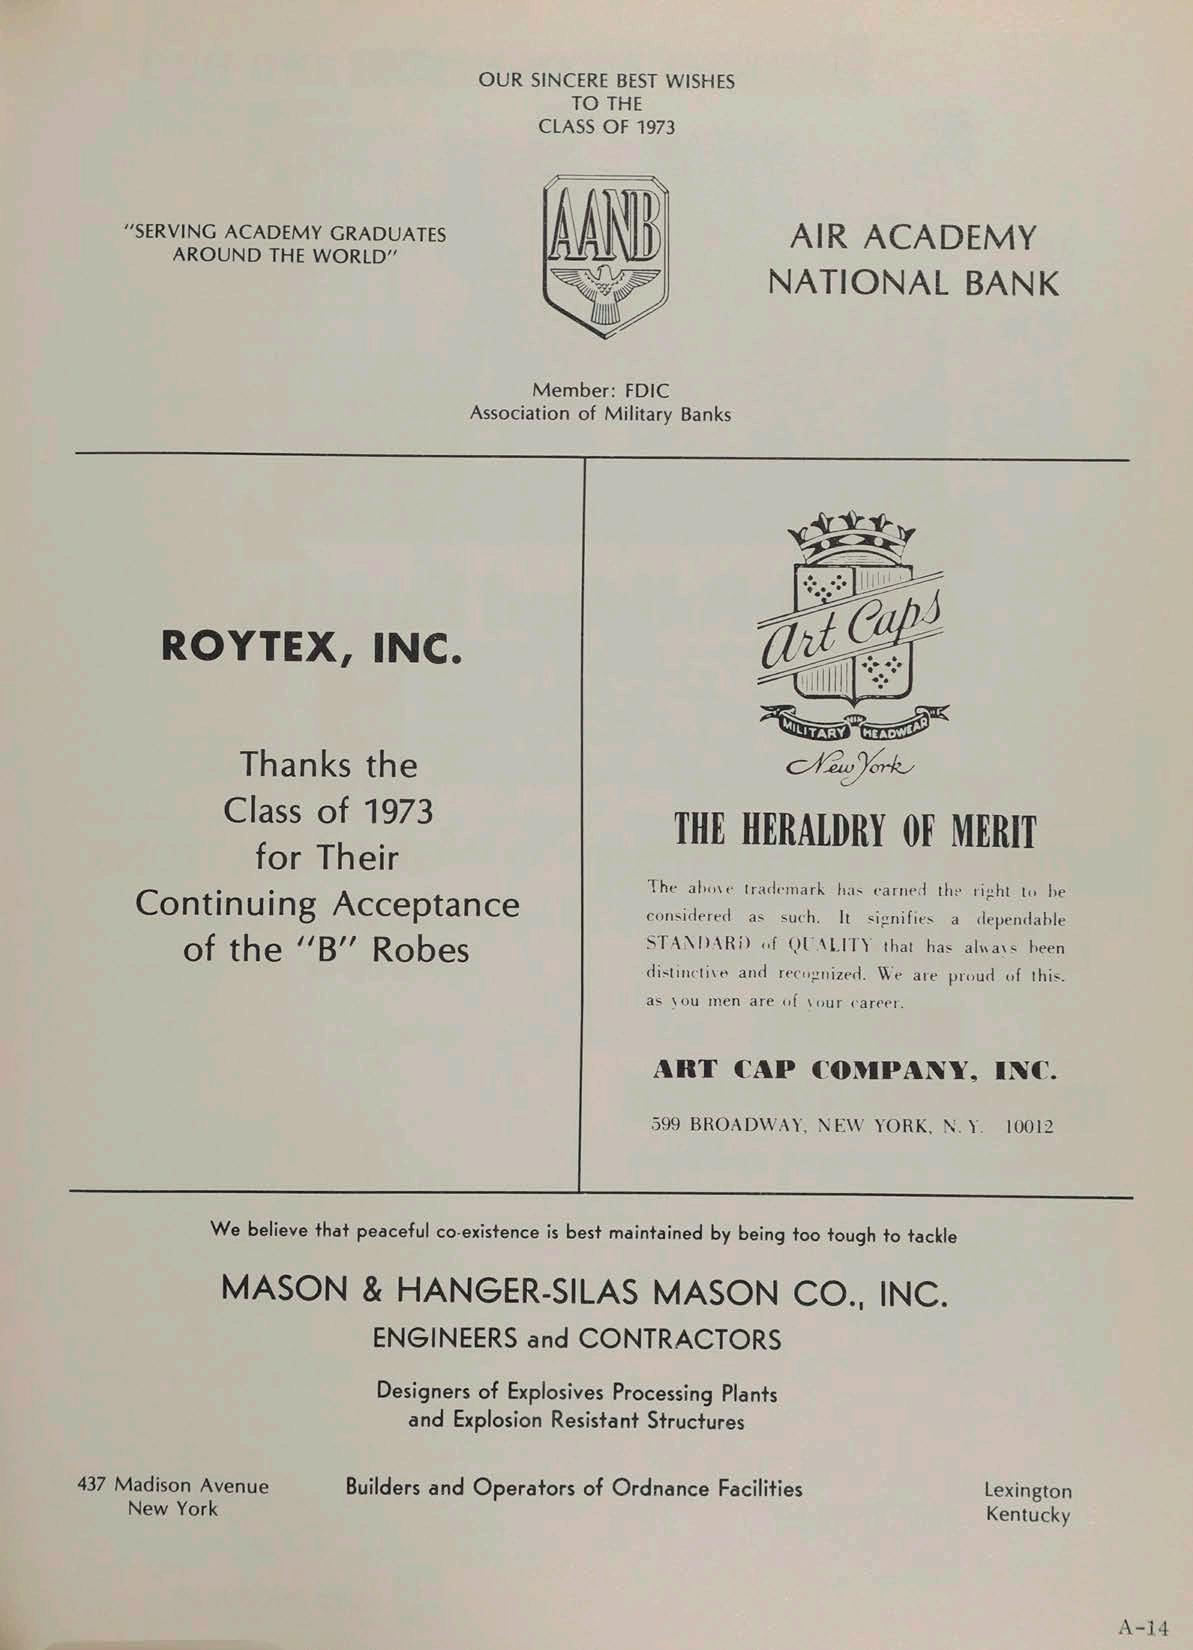 OUR SINCERE BEST WISHES
TO THE
CLASS OF 1973
"SERVING ACADEMY GRADUATES
AROUND THE WORLD"
AANB
AIR ACADEMY
NATIONAL BANK
Member: FDIC
Association of Military Banks
ROYTEX, INC.
Thanks the
Class of 1973
for Their
Continuing Acceptance
of the "B" Robes
Art Caps
MILITARY HEADWEAR
New York
THE HERALDRY OF MERIT
The above trademark has earned the right to be
considered as such. It signifies a dependable
STANDARD of QUALITY that has always been
distinctive and recognized. We are proud of this.
as you men are of your career.
ART CAP COMPANY, INC.
599 BROADWAY, NEW YORK, N. Y. 10012
We believe that peaceful co-existence is best maintained by being too tough to tackle
MASON & HANGER-SILAS MASON CO., INC.
ENGINEERS and CONTRACTORS
Designers of Explosives Processing Plants
and Explosion Resistant Structures
437 Madison Avenue
New York
Builders and Operators of Ordnance Facilities
Lexington
Kentucky
A-14